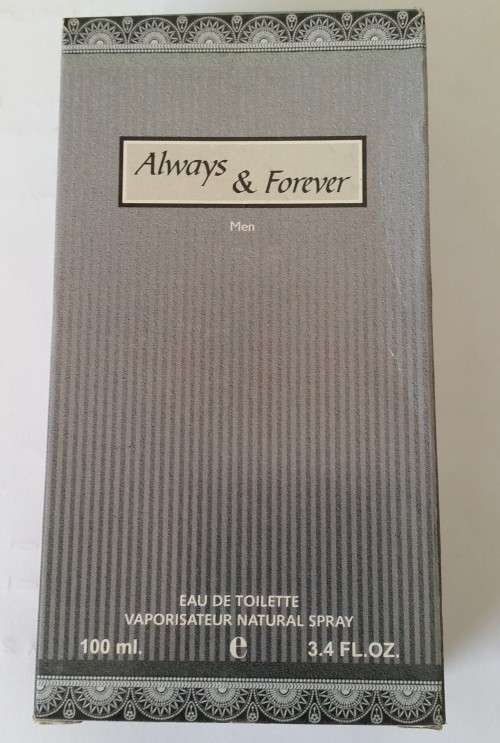 Always & Forever
Men
EAU DE TOILETTE
VAPORISATEUR NATURAL SPRAY
100 ml. e 3.4 FL.OZ.